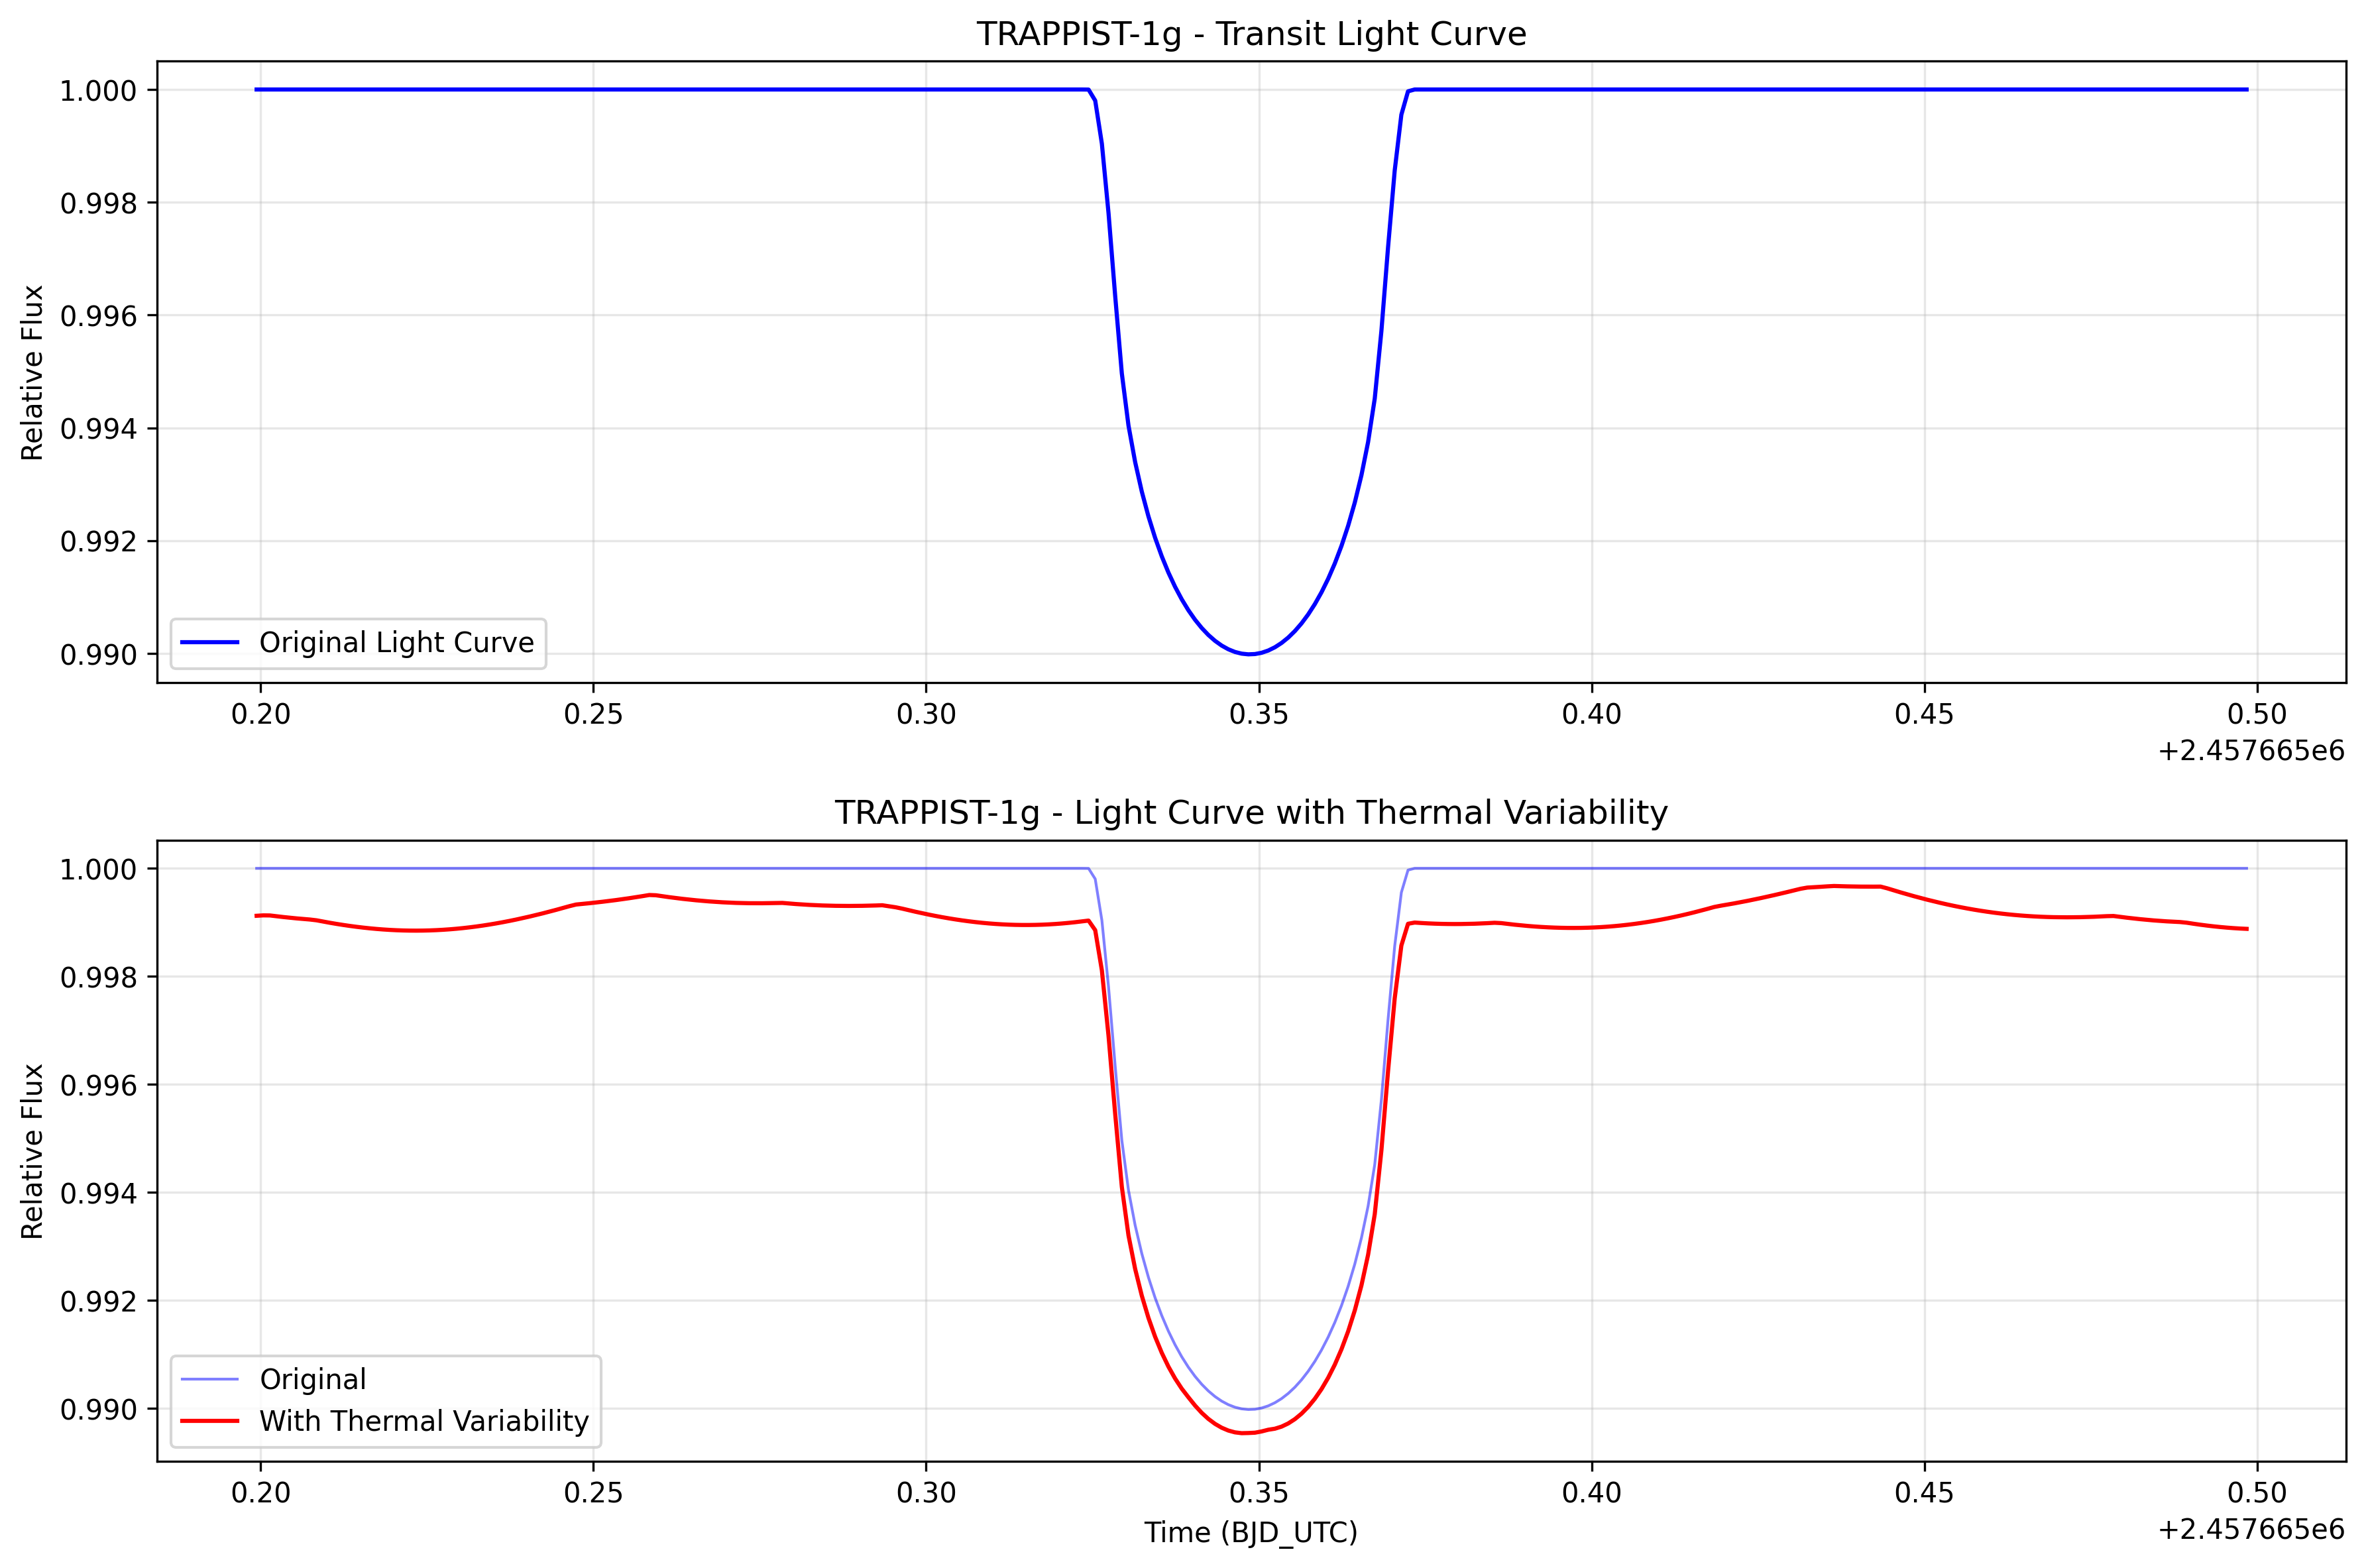 TRAPPIST-1g - Transit Light Curve
Relative Flux
1.000
0.998
0.996
0.994
0.992
0.990
Original Light Curve
0.20 0.25 0.30 0.35 0.40 0.45 0.50
+2.457665e6
TRAPPIST-1g - Light Curve with Thermal Variability
Relative Flux
1.000
0.998
0.996
0.994
0.992
0.990
Original
With Thermal Variability
0.20 0.25 0.30 0.35 0.40 0.45 0.50
Time (BJD_UTC)
+2.457665e6